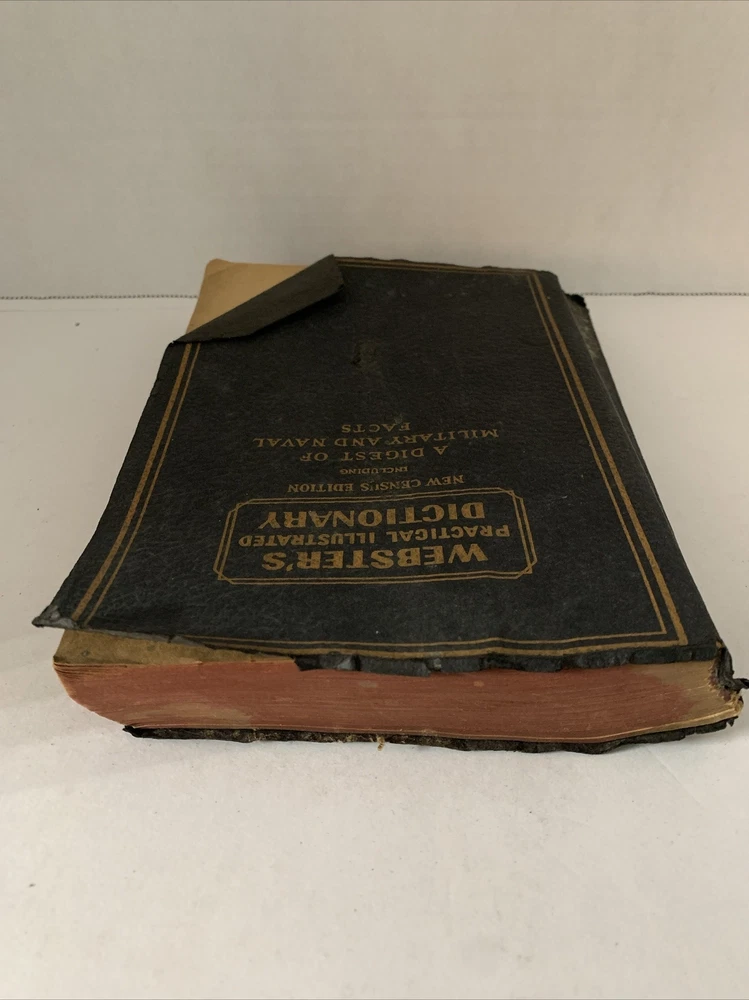 WEBSTER'S
PRACTICAL ILLUSTRATED
DICTIONARY
NEW CENSUS EDITION
INCLUDING
A DIGEST OF
MILITARY AND NAVAL
FACTS